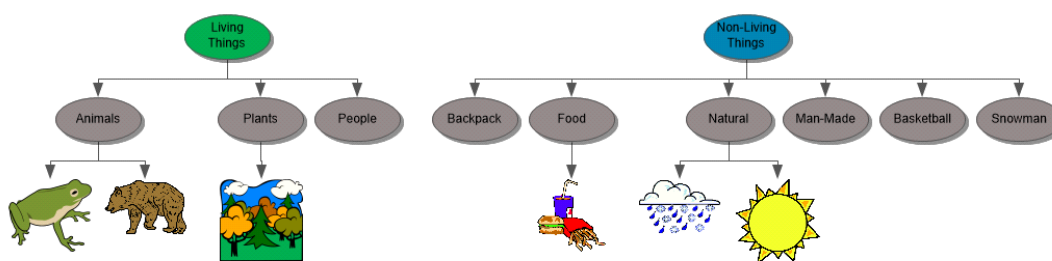 Living
Things
Non-Living
Things
Animals
Plants
People
Backpack
Food
Natural
Man-Made
Basketball
Snowman